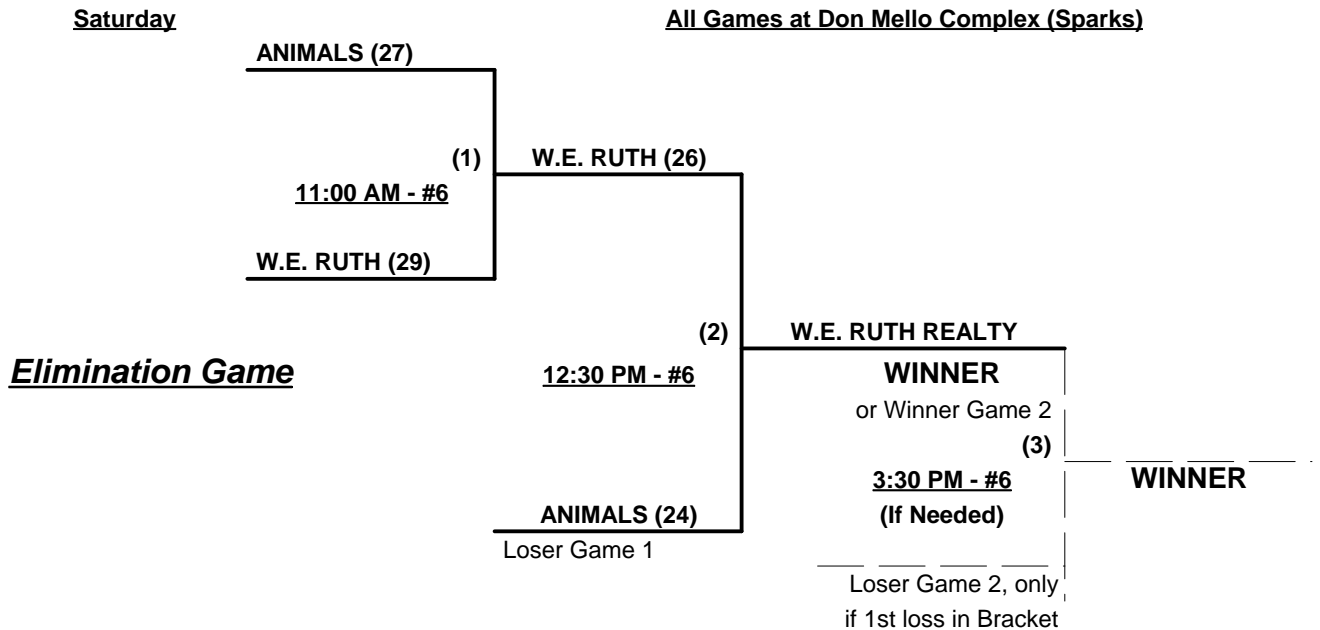 Saturday
All Games at Don Mello Complex (Sparks)
ANIMALS (27)
(1)
W.E. RUTH (26)
11:00 AM - #6
W.E. RUTH (29)
(2)
W.E. RUTH REALTY
Elimination Game
12:30 PM - #6
WINNER
or Winner Game 2
(3)
3:30 PM - #6
WINNER
(If Needed)
ANIMALS (24)
Loser Game 1
Loser Game 2, only
if 1st loss in Bracket